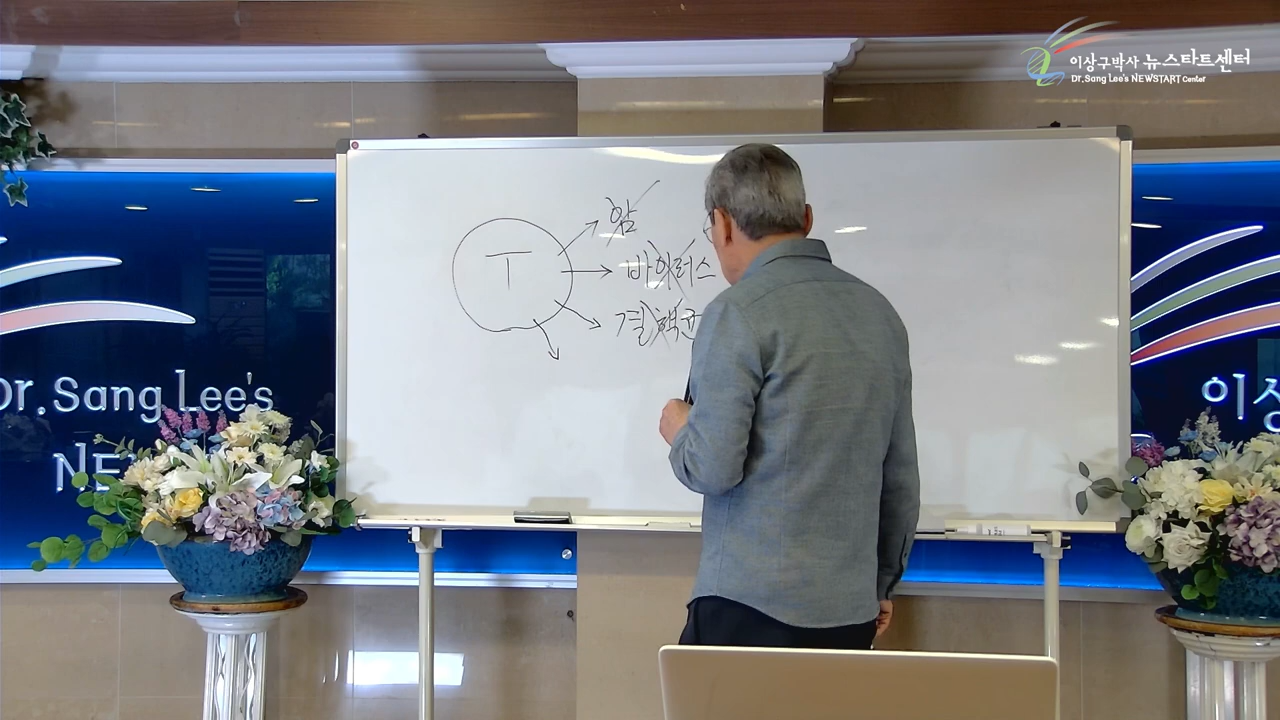 이상구박사 뉴스타트센터
Dr. Sang Lee's NEWSTART Center
암
T
바이러스
결핵균
Dr. Sang Lee's
NE
이상